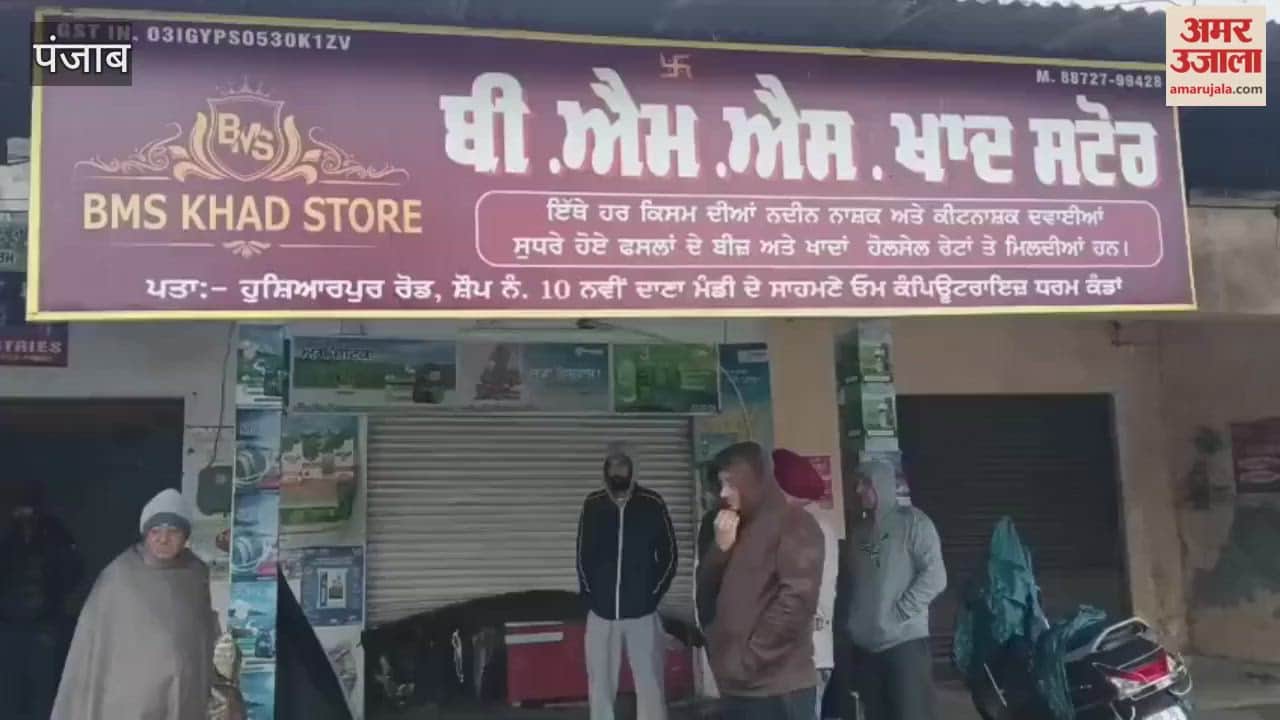 GST IN. 03IGYPS0530K1ZV
पंजाब
अमर उजाला
amarujala.com
M. 88727-99428
BMS
BMS KHAD STORE
ਬੀ .ਐਮ .ਐਸ . ਖਾਦ ਸਟੋਰ
ਇੱਥੇ ਹਰ ਕਿਸਮ ਦੀਆਂ ਨਦੀਨ ਨਾਸ਼ਕ ਅਤੇ ਕੀਟਨਾਸ਼ਕ ਦਵਾਈਆਂ
ਸੁਧਰੇ ਹੋਏ ਫਸਲਾਂ ਦੇ ਬੀਜ਼ ਅਤੇ ਖਾਦਾਂ ਹੋਲਸੇਲ ਰੇਟਾਂ ਤੇ ਮਿਲਦੀਆਂ ਹਨ।
ਪਤਾ:- ਹੁਸ਼ਿਆਰਪੁਰ ਰੋਡ, ਸ਼ੌਪ ਨੰ. 10 ਨਵੀਂ ਦਾਣਾ ਮੰਡੀ ਦੇ ਸਾਹਮਣੇ ਓਮ ਕੰਪਿਊਟਰਾਇਜ਼ ਧਰਮ ਕੰਡਾਂ